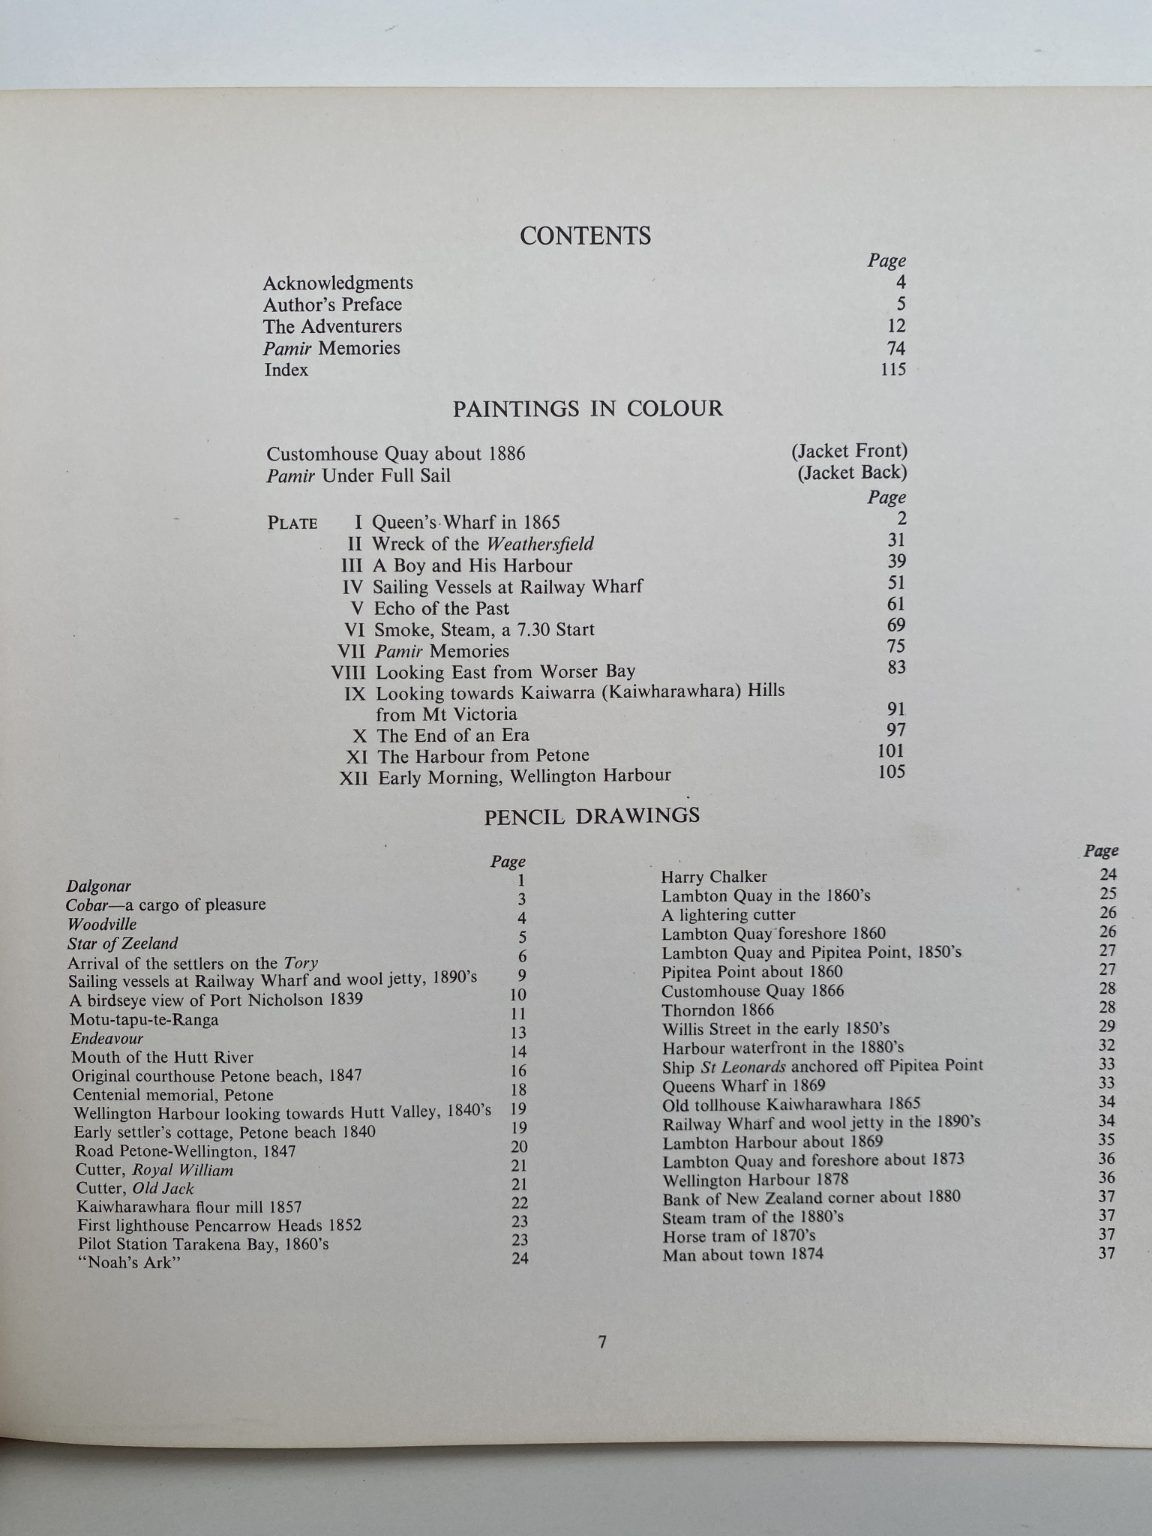 CONTENTS
Page
Acknowledgments 4
Author's Preface 5
The Adventurers 12
Pamir Memories 74
Index 115
PAINTINGS IN COLOUR
Customhouse Quay about 1886 (Jacket Front)
Pamir Under Full Sail (Jacket Back)
Page
PLATE I Queen's Wharf in 1865 2
II Wreck of the Weathersfield 31
III A Boy and His Harbour 39
IV Sailing Vessels at Railway Wharf 51
V Echo of the Past 61
VI Smoke, Steam, a 7.30 Start 69
VII Pamir Memories 75
VIII Looking East from Worser Bay 83
IX Looking towards Kaiwarra (Kaiwharawhara) Hills
from Mt Victoria 91
X The End of an Era 97
XI The Harbour from Petone 101
XII Early Morning, Wellington Harbour 105
PENCIL DRAWINGS
Page
Dalgonar 1
Cobar—a cargo of pleasure 3
Woodville 4
Star of Zeeland 5
Arrival of the settlers on the Tory 6
Sailing vessels at Railway Wharf and wool jetty, 1890's 9
A birdseye view of Port Nicholson 1839 10
Motu-tapu-te-Ranga 11
Endeavour 13
Mouth of the Hutt River 14
Original courthouse Petone beach, 1847 16
Centenial memorial, Petone 18
Wellington Harbour looking towards Hutt Valley, 1840's 19
Early settler's cottage, Petone beach 1840 19
Road Petone-Wellington, 1847 20
Cutter, Royal William 21
Cutter, Old Jack 21
Kaiwharawhara flour mill 1857 22
First lighthouse Pencarrow Heads 1852 23
Pilot Station Tarakena Bay, 1860's 23
"Noah's Ark" 24
Page
Harry Chalker 24
Lambton Quay in the 1860's 25
A lightering cutter 26
Lambton Quay foreshore 1860 26
Lambton Quay and Pipitea Point, 1850's 27
Pipitea Point about 1860 27
Customhouse Quay 1866 28
Thorndon 1866 28
Willis Street in the early 1850's 29
Harbour waterfront in the 1880's 32
Ship St Leonards anchored off Pipitea Point 33
Queens Wharf in 1869 33
Old tollhouse Kaiwharawhara 1865 34
Railway Wharf and wool jetty in the 1890's 34
Lambton Harbour about 1869 35
Lambton Quay and foreshore about 1873 36
Wellington Harbour 1878 36
Bank of New Zealand corner about 1880 37
Steam tram of the 1880's 37
Horse tram of 1870's 37
Man about town 1874 37
7